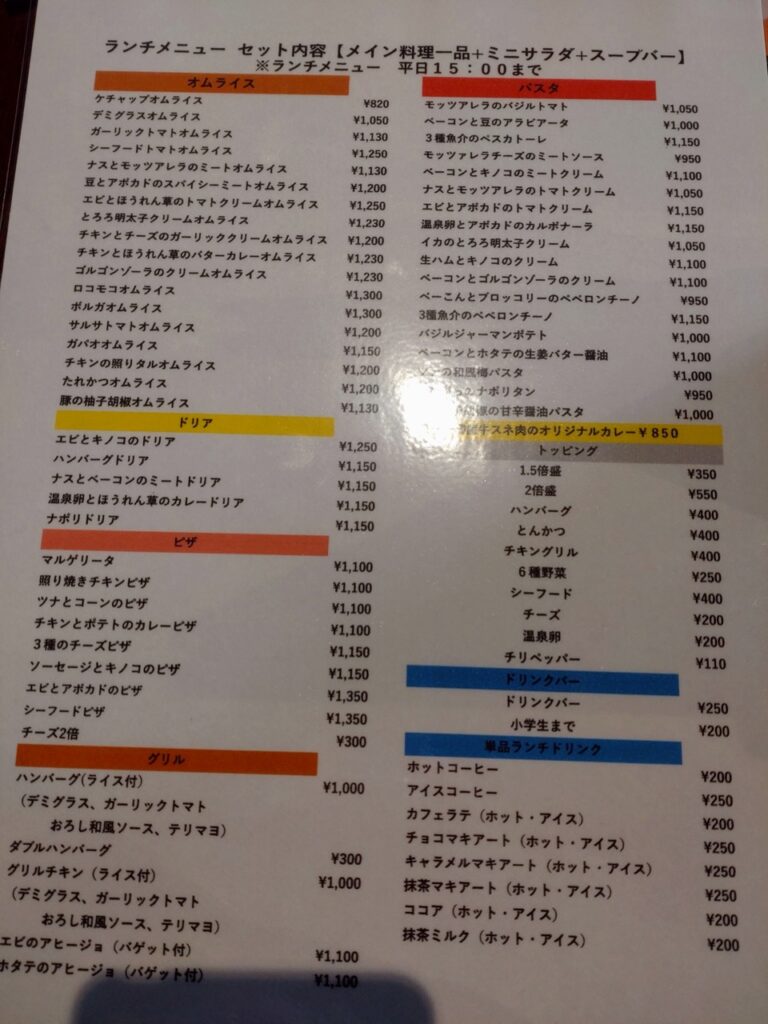 ランチメニュー セット内容【メイン料理一品+ミニサラダ+スープバー】
※ランチメニュー 平日15:00まで
オムライス
ケチャップオムライス ¥820
デミグラスオムライス ¥1,050
ガーリックトマトオムライス ¥1,130
シーフードトマトオムライス ¥1,250
ナスとモッツアレラのミートオムライス ¥1,130
豆とアボカドのスパイシーミートオムライス ¥1,200
エビとほうれん草のトマトクリームオムライス ¥1,250
とろろ明太子クリームオムライス ¥1,230
チキンとチーズのガーリッククリームオムライス ¥1,200
チキンとほうれん草のバターカレーオムライス ¥1,230
ゴルゴンゾーラのクリームオムライス ¥1,230
ロコモコオムライス ¥1,300
ボルガオムライス ¥1,300
サルサトマトオムライス ¥1,200
ガパオオムライス ¥1,150
チキンの照りタルオムライス ¥1,200
たれかつオムライス ¥1,200
豚の柚子胡椒オムライス ¥1,130
ドリア
エビとキノコのドリア ¥1,250
ハンバーグドリア ¥1,150
ナスとベーコンのミートドリア ¥1,150
温泉卵とほうれん草のカレードリア ¥1,150
ナポリドリア ¥1,150
ピザ
マルゲリータ ¥1,100
照り焼きチキンピザ ¥1,100
ツナとコーンのピザ ¥1,100
チキンとポテトのカレーピザ ¥1,100
3種のチーズピザ ¥1,150
ソーセージとキノコのピザ ¥1,150
エビとアボカドのピザ ¥1,350
シーフードピザ ¥1,350
チーズ2倍 ¥300
グリル
ハンバーグ(ライス付) ¥1,000
(デミグラス、ガーリックトマト
おろし和風ソース、テリマヨ)
ダブルハンバーグ ¥300
グリルチキン(ライス付) ¥1,000
(デミグラス、ガーリックトマト
おろし和風ソース、テリマヨ)
エビのアヒージョ(バゲット付) ¥1,100
ホタテのアヒージョ(バゲット付) ¥1,100
パスタ
モッツアレラのバジルトマト ¥1,050
ベーコンと豆のアラビアータ ¥1,000
3種魚介のペスカトーレ ¥1,150
モッツァレラチーズのミートソース ¥950
ベーコンとキノコのミートクリーム ¥1,100
ナスとモッツアレラのトマトクリーム ¥1,050
エビとアボカドのトマトクリーム ¥1,150
温泉卵とアボカドのカルボナーラ ¥1,150
イカのとろろ明太子クリーム ¥1,050
生ハムとキノコのクリーム ¥1,100
ベーコンとゴルゴンゾーラのクリーム ¥1,100
べーこんとブロッコリーのペペロンチーノ ¥950
3種魚介のペペロンチーノ ¥1,150
バジルジャーマンポテト ¥1,000
ベーコンとホタテの生姜バター醤油 ¥1,100
の和風梅パスタ ¥1,000
のナポリタン ¥950
の甘辛醤油パスタ ¥1,000
牛スネ肉のオリジナルカレー¥850
トッピング
1.5倍盛 ¥350
2倍盛 ¥550
ハンバーグ ¥400
とんかつ ¥400
チキングリル ¥400
6種野菜 ¥250
シーフード ¥400
チーズ ¥200
温泉卵 ¥200
チリペッパー ¥110
ドリンクバー
ドリンクバー ¥250
小学生まで ¥200
単品ランチドリンク
ホットコーヒー ¥200
アイスコーヒー ¥250
カフェラテ(ホット・アイス) ¥200
チョコマキアート(ホット・アイス) ¥250
キャラメルマキアート(ホット・アイス) ¥250
抹茶マキアート(ホット・アイス) ¥250
ココア(ホット・アイス) ¥200
抹茶ミルク(ホット・アイス) ¥200